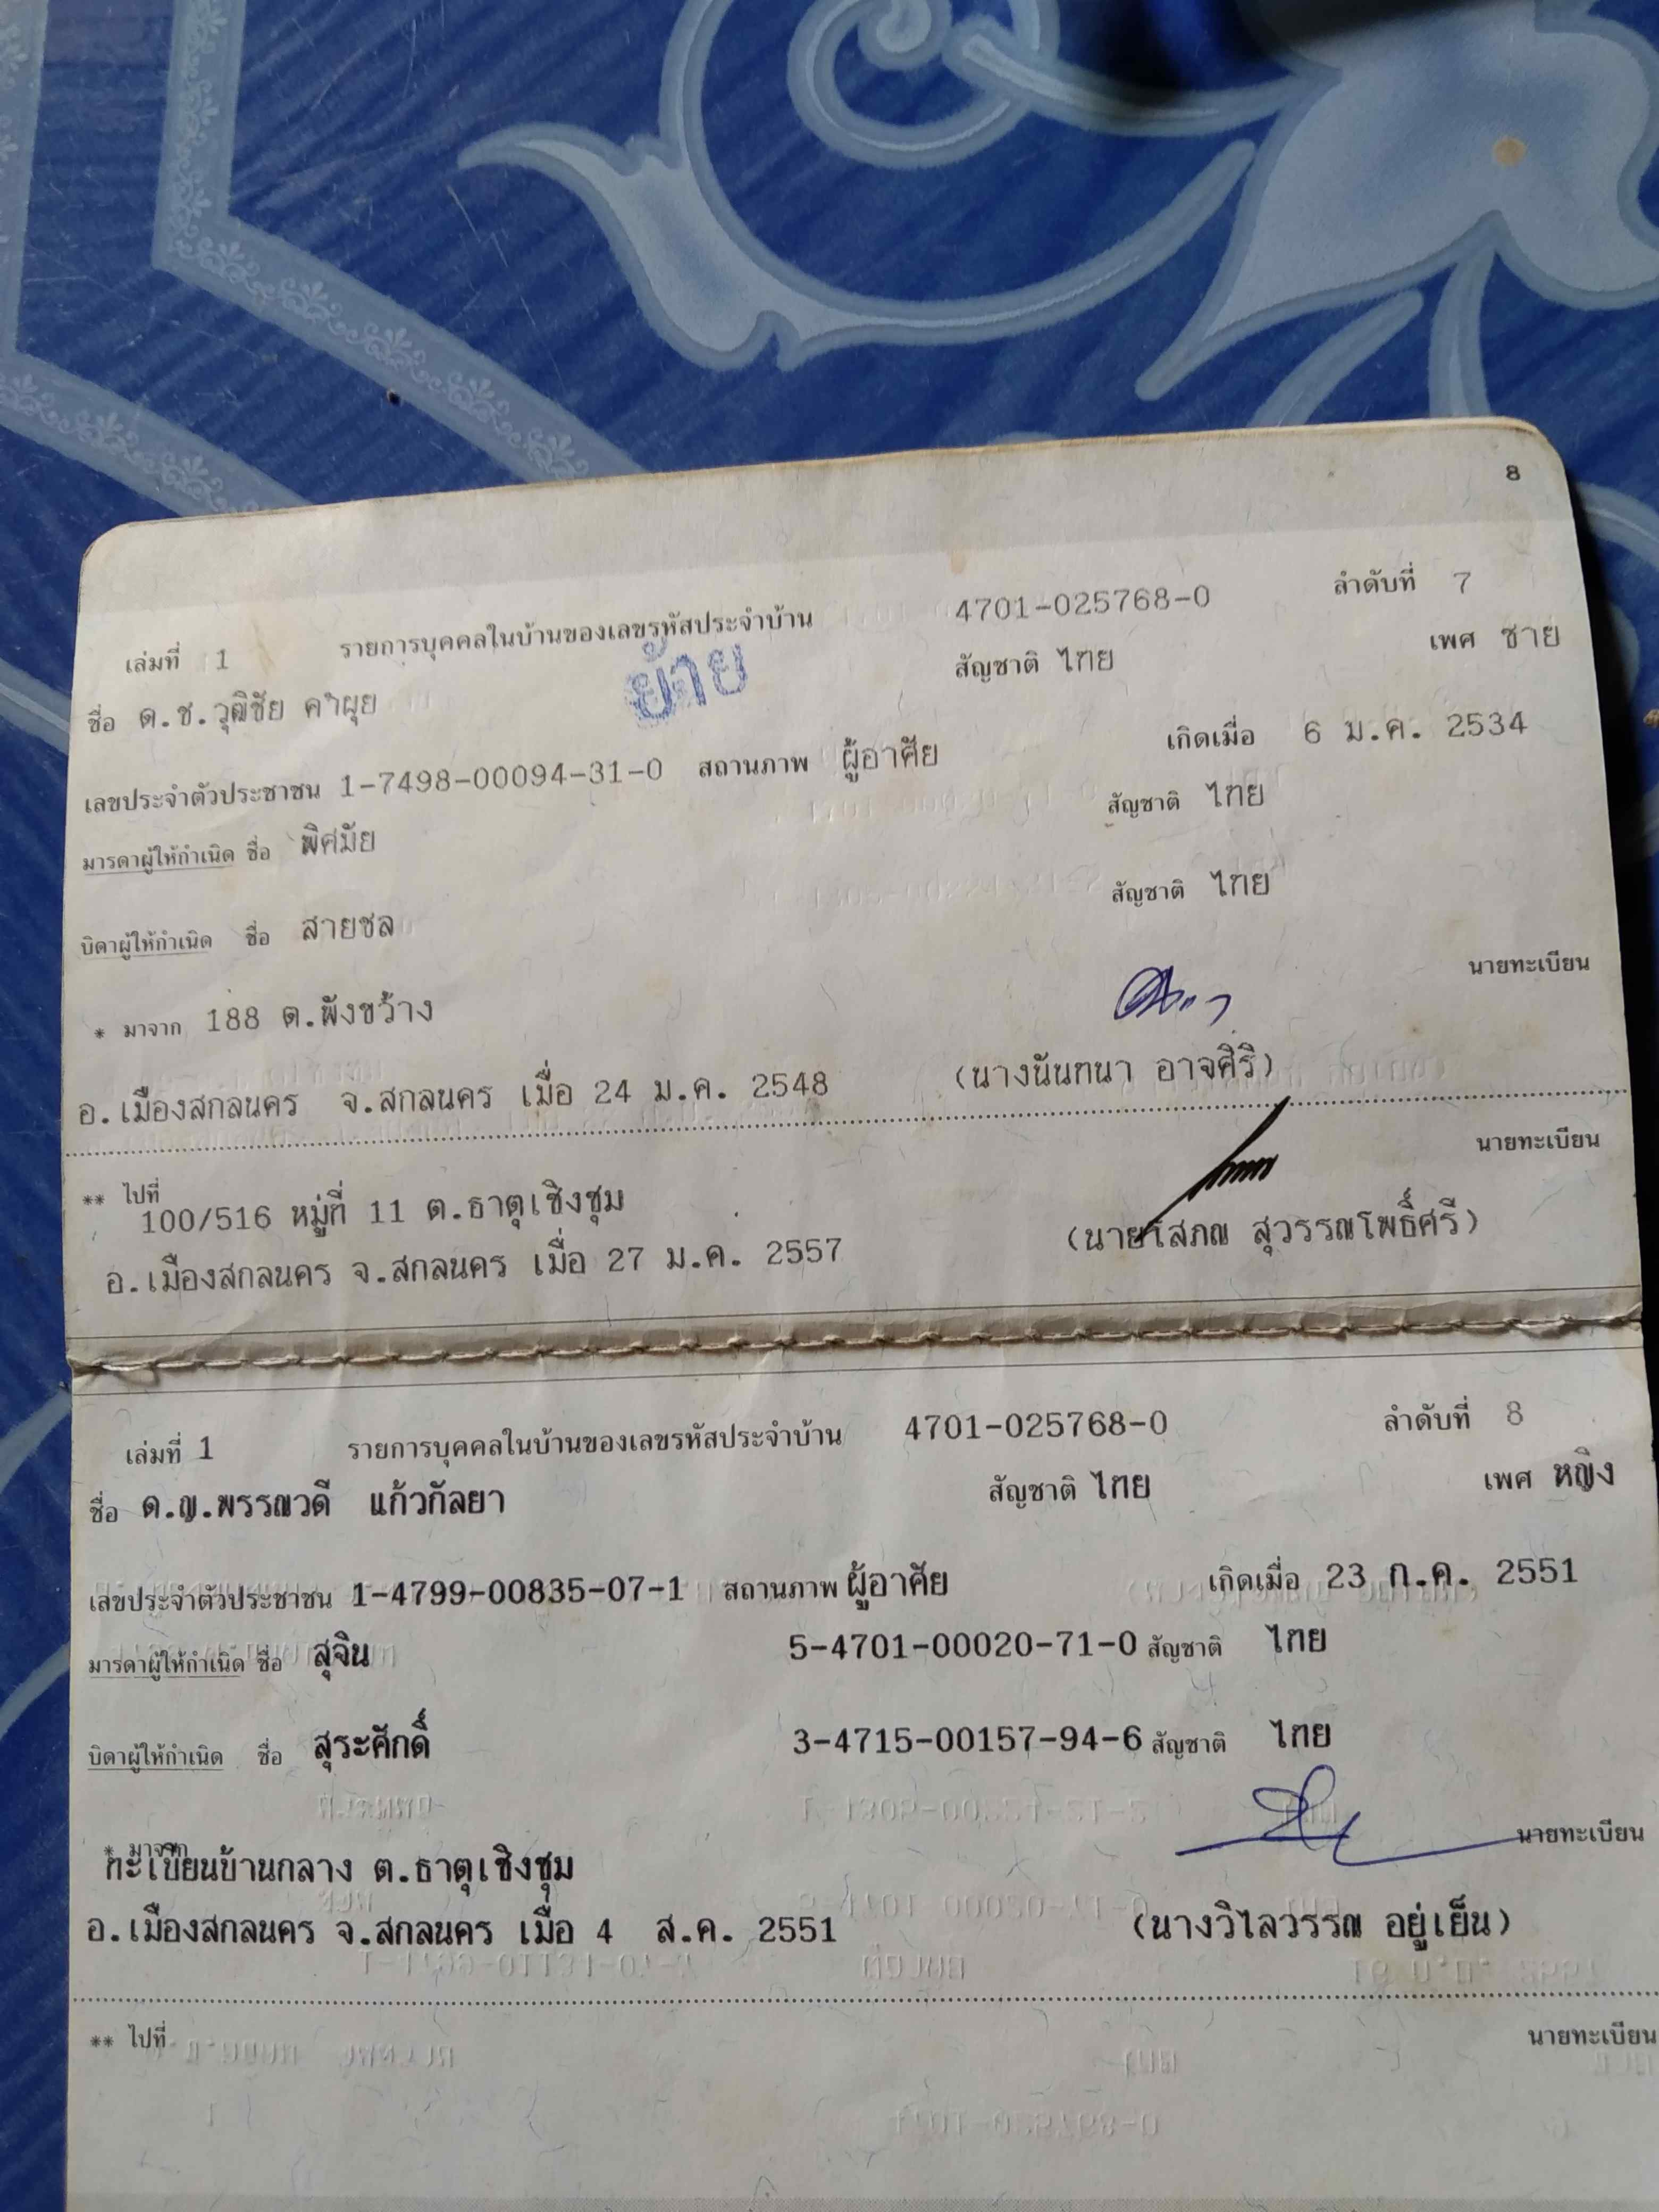 8
เล่มที่ 1 รายการบุคคลในบ้านของเลขรหัสประจำบ้าน 4701-025768-0 ลำดับที่ 7
ชื่อ ด.ช.วุฒิชัย คำผุย สัญชาติ ไทย เพศ ชาย
ย้าย
เลขประจำตัวประชาชน 1-7498-00094-31-0 สถานภาพ ผู้อาศัย เกิดเมื่อ 6 ม.ค. 2534
มารดาผู้ให้กำเนิด ชื่อ พิศมัย สัญชาติ ไทย
บิดาผู้ให้กำเนิด ชื่อ สายชล สัญชาติ ไทย
* มาจาก 188 ต.พังขว้าง นายทะเบียน
อ.เมืองสกลนคร จ.สกลนคร เมื่อ 24 ม.ค. 2548 (นางนันทนา อาจศิริ)
** ไปที่ นายทะเบียน
100/516 หมู่ที่ 11 ต.ธาตุเชิงชุม (นายโสภณ สุวรรณโพธิ์ศรี)
อ.เมืองสกลนคร จ.สกลนคร เมื่อ 27 ม.ค. 2557
เล่มที่ 1 รายการบุคคลในบ้านของเลขรหัสประจำบ้าน 4701-025768-0 ลำดับที่ 8
ชื่อ ด.ญ.พรรณวดี แก้วกัลยา สัญชาติ ไทย เพศ หญิง
เลขประจำตัวประชาชน 1-4799-00835-07-1 สถานภาพ ผู้อาศัย เกิดเมื่อ 23 ก.ค. 2551
มารดาผู้ให้กำเนิด ชื่อ สุจิน 5-4701-00020-71-0 สัญชาติ ไทย
บิดาผู้ให้กำเนิด ชื่อ สุระศักดิ์ 3-4715-00157-94-6 สัญชาติ ไทย
* มาจาก นายทะเบียน
ทะเบียนบ้านกลาง ต.ธาตุเชิงชุม
อ.เมืองสกลนคร จ.สกลนคร เมื่อ 4 ส.ค. 2551 (นางวิไลวรรณ อยู่เย็น)
** ไปที่ นายทะเบียน